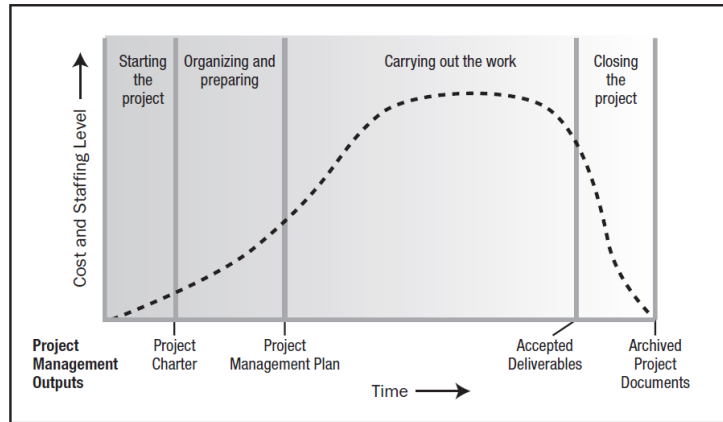 Starting
the
project
Organizing and
preparing
Carrying out the work
Closing
the
project
Cost and Staffing Level
Project
Management
Outputs
Project
Charter
Project
Management Plan
Accepted
Deliverables
Archived
Project
Documents
Time